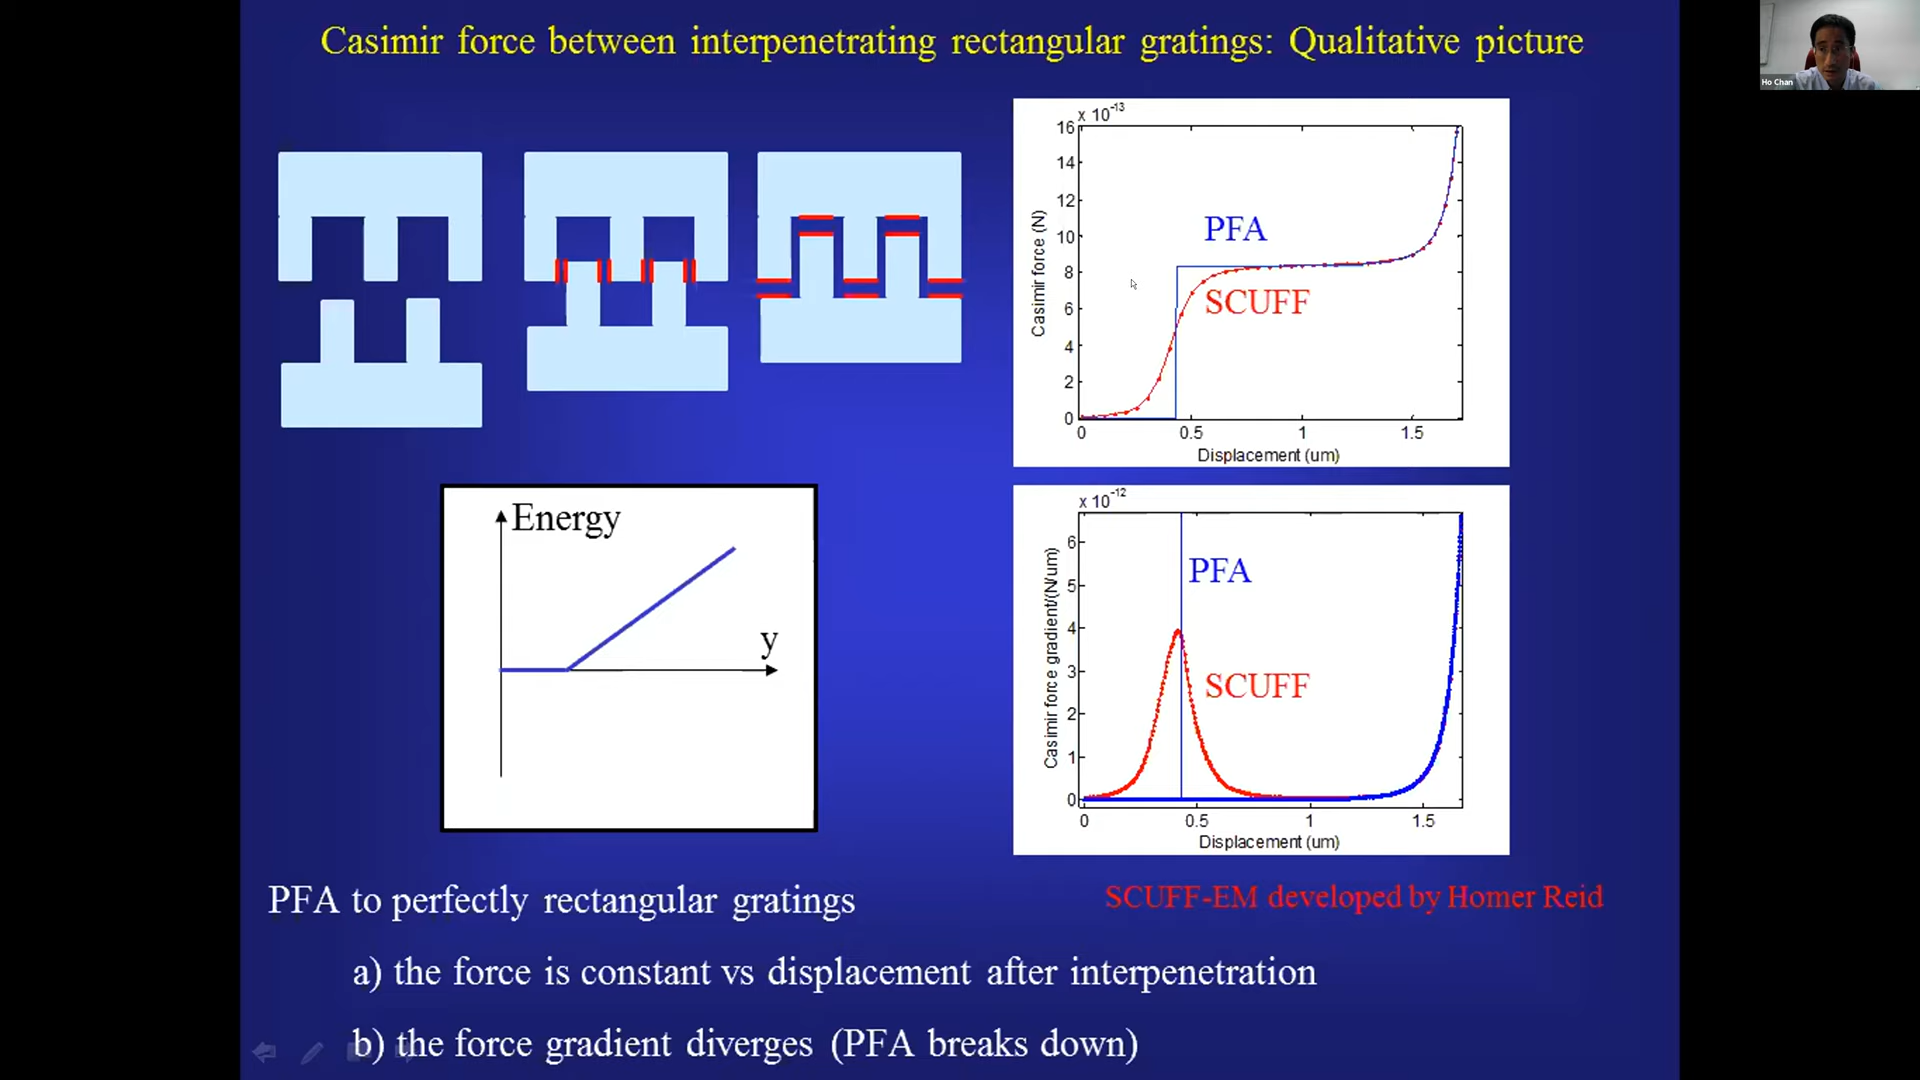 Casimir force between interpenetrating rectangular gratings: Qualitative picture
Ho Chan
x 10^-13
16
14
12
10
8
6
4
2
0
Casimir force (N)
PFA
SCUFF
0 0.5 1 1.5
Displacement (um)
Energy
y
x 10^-12
6
5
4
3
2
1
0
Casimir force gradient/(N/um)
PFA
SCUFF
0 0.5 1 1.5
Displacement (um)
PFA to perfectly rectangular gratings
SCUFF-EM developed by Homer Reid
a) the force is constant vs displacement after interpenetration
b) the force gradient diverges (PFA breaks down)